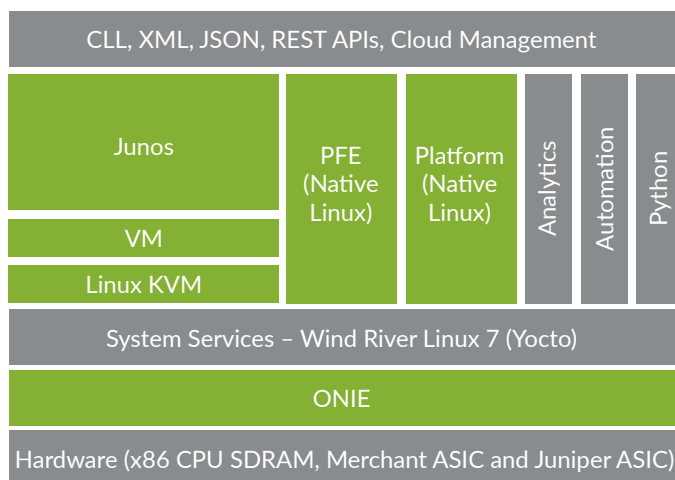 CLL, XML, JSON, REST APIs, Cloud Management
Junos
VM
Linux KVM
PFE
(Native
Linux)
Platform
(Native
Linux)
Analytics
Automation
Python
System Services – Wind River Linux 7 (Yocto)
ONIE
Hardware (x86 CPU SDRAM, Merchant ASIC and Juniper ASIC)